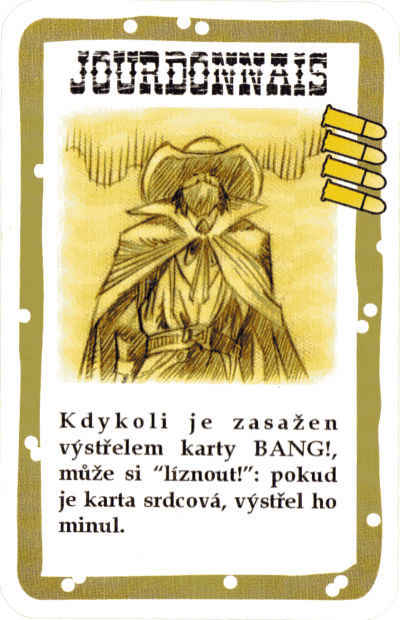 JOURDONNAIS
Kdykoli je zasažen
výstřelem karty BANG!,
může si “líznout!”: pokud
je karta srdcová, výstřel ho
minul.